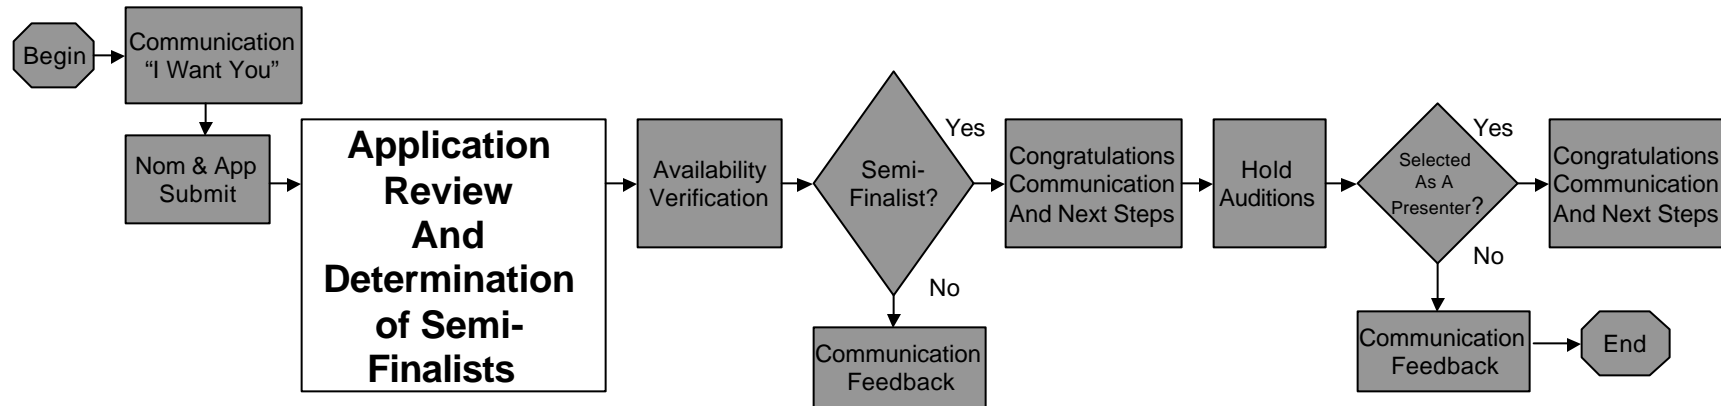 Begin
Communication
“I Want You”
Nom & App
Submit
Application
Review
And
Determination
of Semi-
Finalists
Availability
Verification
Semi-
Finalist?
Yes
No
Communication
Feedback
Congratulations
Communication
And Next Steps
Hold
Auditions
Selected
As A
Presenter?
Yes
No
Communication
Feedback
End
Congratulations
Communication
And Next Steps